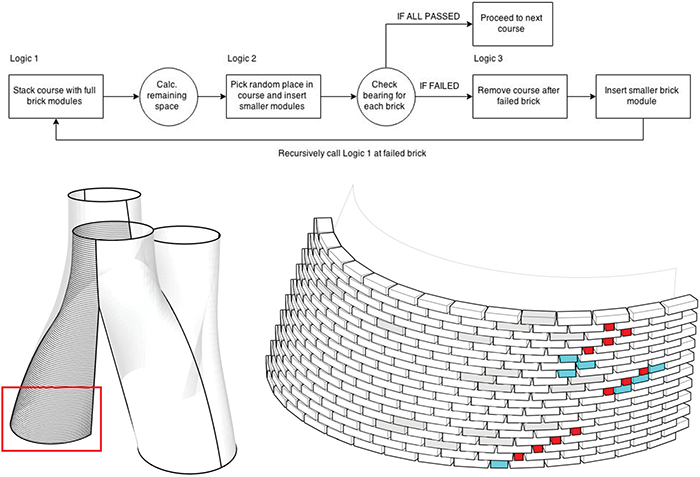 IF ALL PASSED
Proceed to next
course
Logic 1
Logic 2
Logic 3
Stack course with full
brick modules
Calc.
remaining
space
Pick random place in
course and insert
smaller modules
Check
bearing for
each brick
IF FAILED
Remove course after
failed brick
Insert smaller brick
module
Recursively call Logic 1 at failed brick